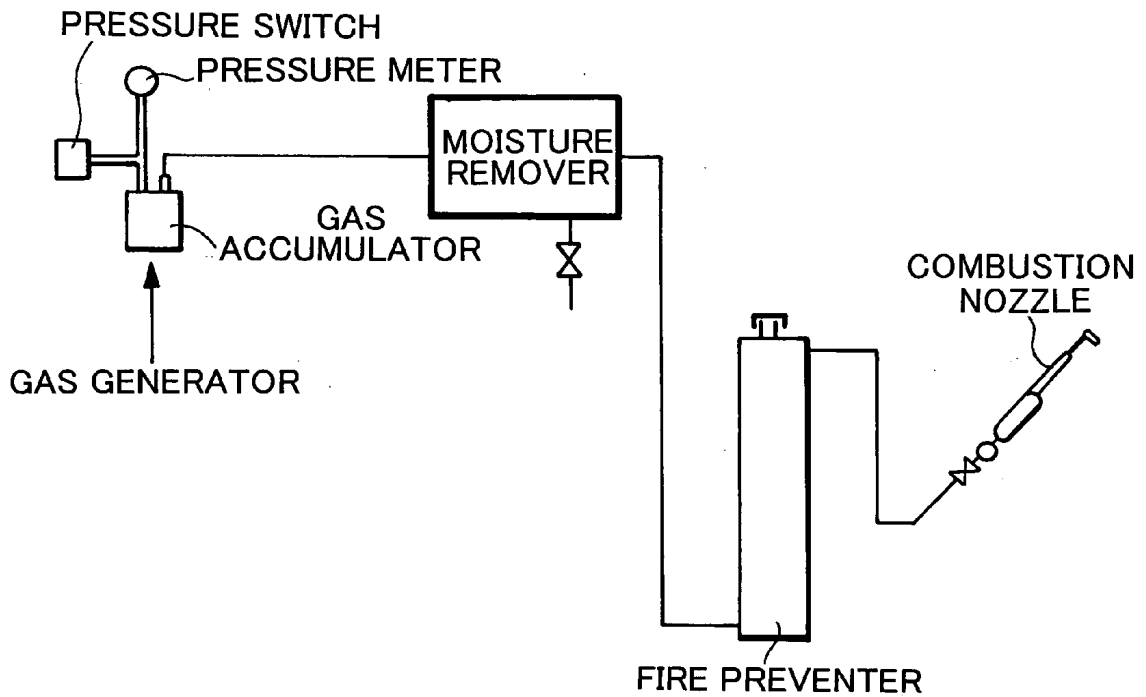 PRESSURE SWITCH
PRESSURE METER
MOISTURE
REMOVER
GAS
ACCUMULATOR
GAS GENERATOR
COMBUSTION
NOZZLE
FIRE PREVENTER